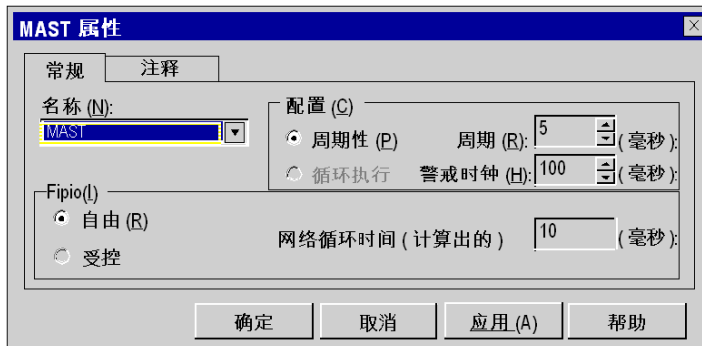 MAST 属性
常规 注释
名称 (N):
MAST
配置 (C)
周期性 (P) 周期 (R): 5 (毫秒):
循环执行 警戒时钟 (H): 100 (毫秒):
Fipio(I)
自由 (R)
受控
网络循环时间 (计算出的) 10 (毫秒):
确定 取消 应用 (A) 帮助